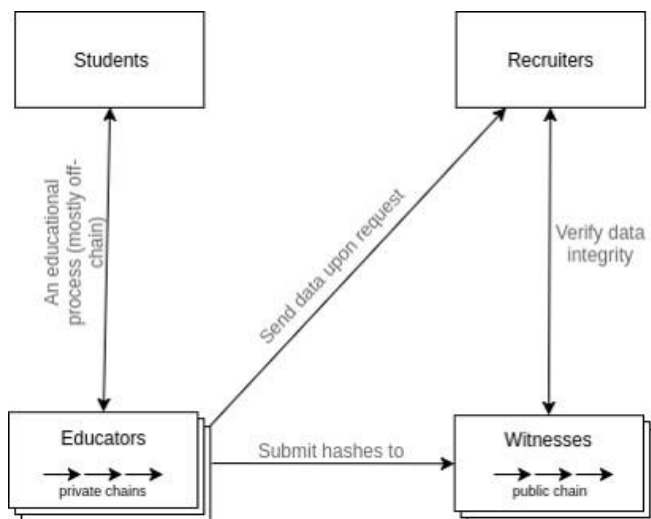 Students
Recruiters
An educational
process (mostly off-
chain)
Send data upon request
Verify data
integrity
Educators
private chains
Submit hashes to
Witnesses
public chain